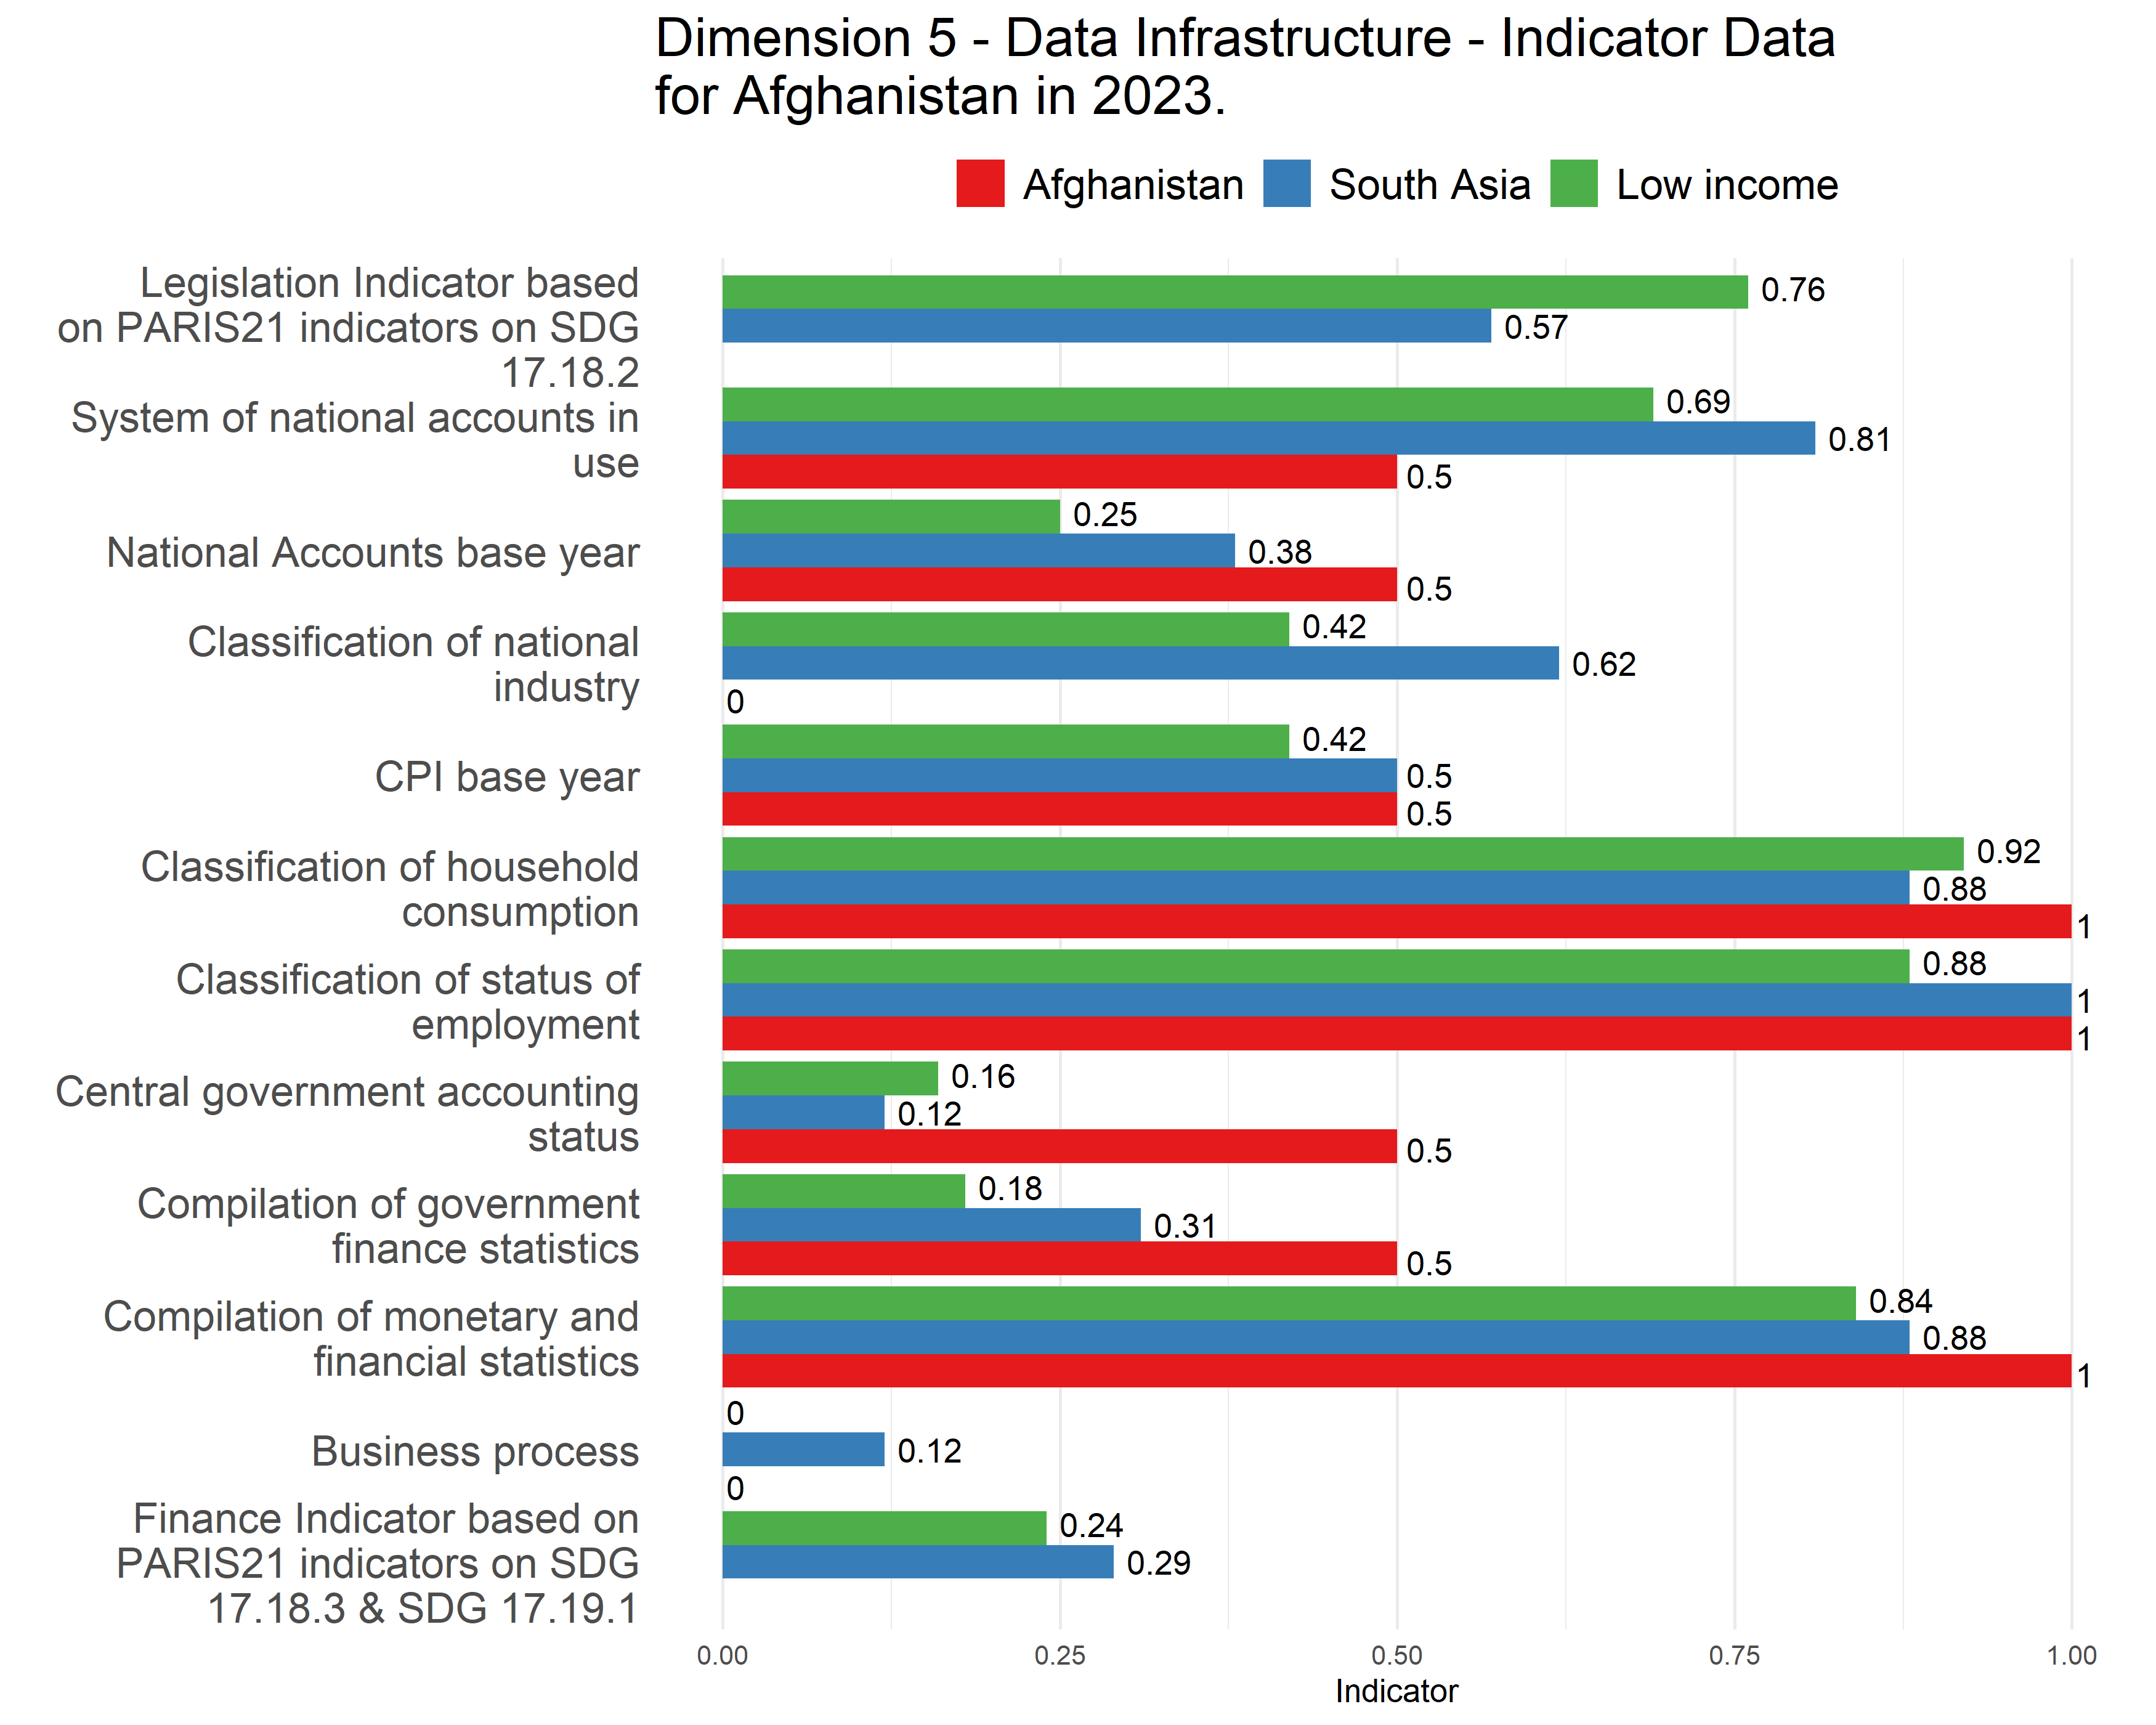 Dimension 5 - Data Infrastructure - Indicator Data
for Afghanistan in 2023.
Afghanistan South Asia Low income
Legislation Indicator based
on PARIS21 indicators on SDG
17.18.2
0.76
0.57
System of national accounts in
use
0.69
0.81
0.5
National Accounts base year
0.25
0.38
0.5
Classification of national
industry
0.42
0.62
0
CPI base year
0.42
0.5
0.5
Classification of household
consumption
0.92
0.88
1
Classification of status of
employment
0.88
1
1
Central government accounting
status
0.16
0.12
0.5
Compilation of government
finance statistics
0.18
0.31
0.5
Compilation of monetary and
financial statistics
0.84
0.88
1
Business process
0
0.12
0
Finance Indicator based on
PARIS21 indicators on SDG
17.18.3 & SDG 17.19.1
0.24
0.29
0.00 0.25 0.50 0.75 1.00
Indicator